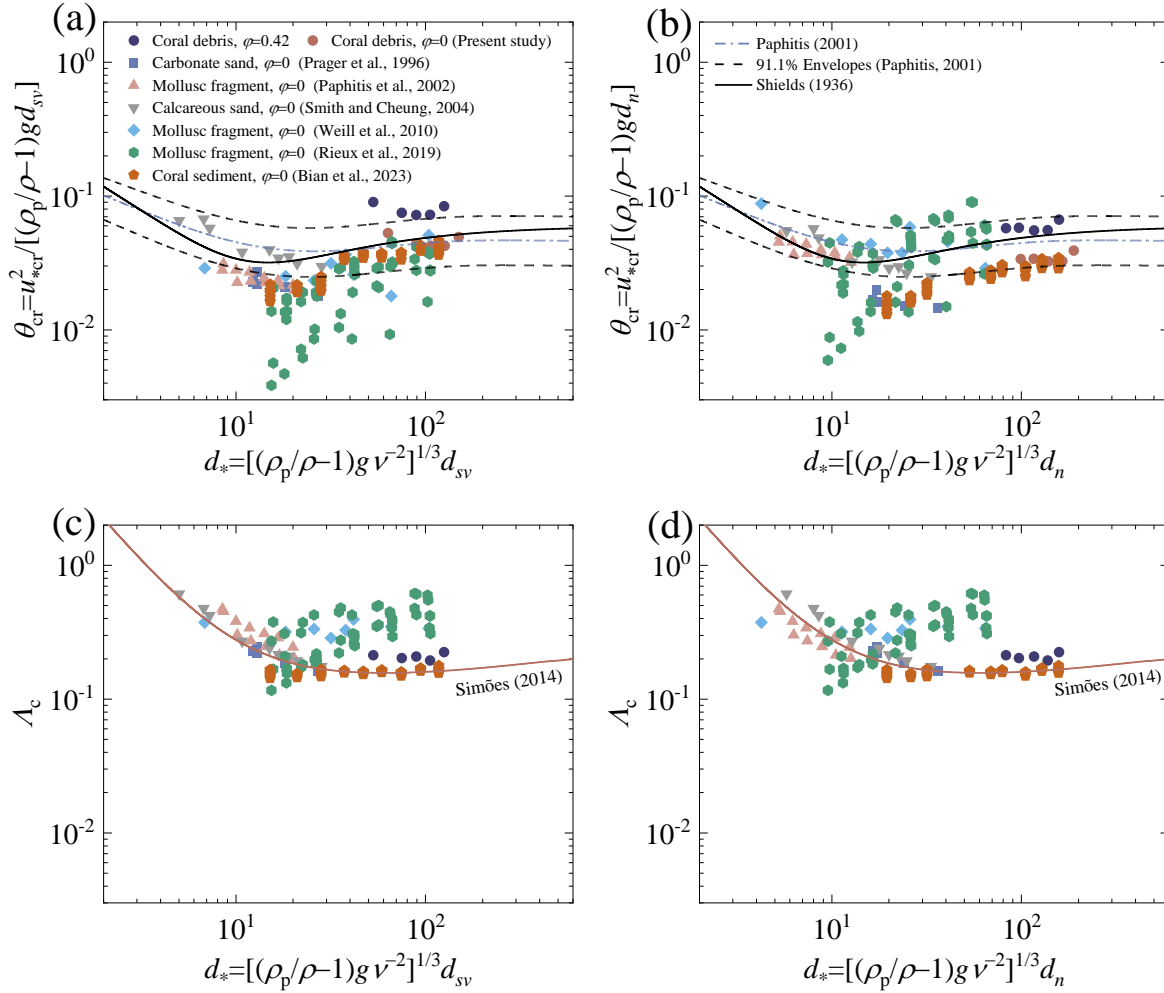 (a)
Coral debris, φ=0.42 Coral debris, φ=0 (Present study)
Carbonate sand, φ=0 (Prager et al., 1996)
Mollusc fragment, φ=0 (Paphitis et al., 2002)
Calcareous sand, φ=0 (Smith and Cheung, 2004)
Mollusc fragment, φ=0 (Weill et al., 2010)
Mollusc fragment, φ=0 (Rieux et al., 2019)
Coral sediment, φ=0 (Bian et al., 2023)
10⁰
10⁻¹
10⁻²
θcr=u²*cr/[(ρp/ρ−1)gdsv]
10¹ 10²
d*=[(ρp/ρ−1)gν⁻²]^1/3 dsv
(b)
Paphitis (2001)
91.1% Envelopes (Paphitis, 2001)
Shields (1936)
10⁰
10⁻¹
10⁻²
θcr=u²*cr/[(ρp/ρ−1)gdn]
10¹ 10²
d*=[(ρp/ρ−1)gν⁻²]^1/3 dn
(c)
10⁰
10⁻¹
10⁻²
Λc
Simões (2014)
10¹ 10²
d*=[(ρp/ρ−1)gν⁻²]^1/3 dsv
(d)
10⁰
10⁻¹
10⁻²
Λc
Simões (2014)
10¹ 10²
d*=[(ρp/ρ−1)gν⁻²]^1/3 dn